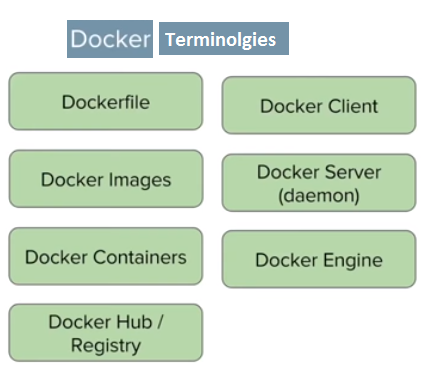 Docker Terminolgies
Dockerfile
Docker Images
Docker Containers
Docker Hub /
Registry
Docker Client
Docker Server
(daemon)
Docker Engine